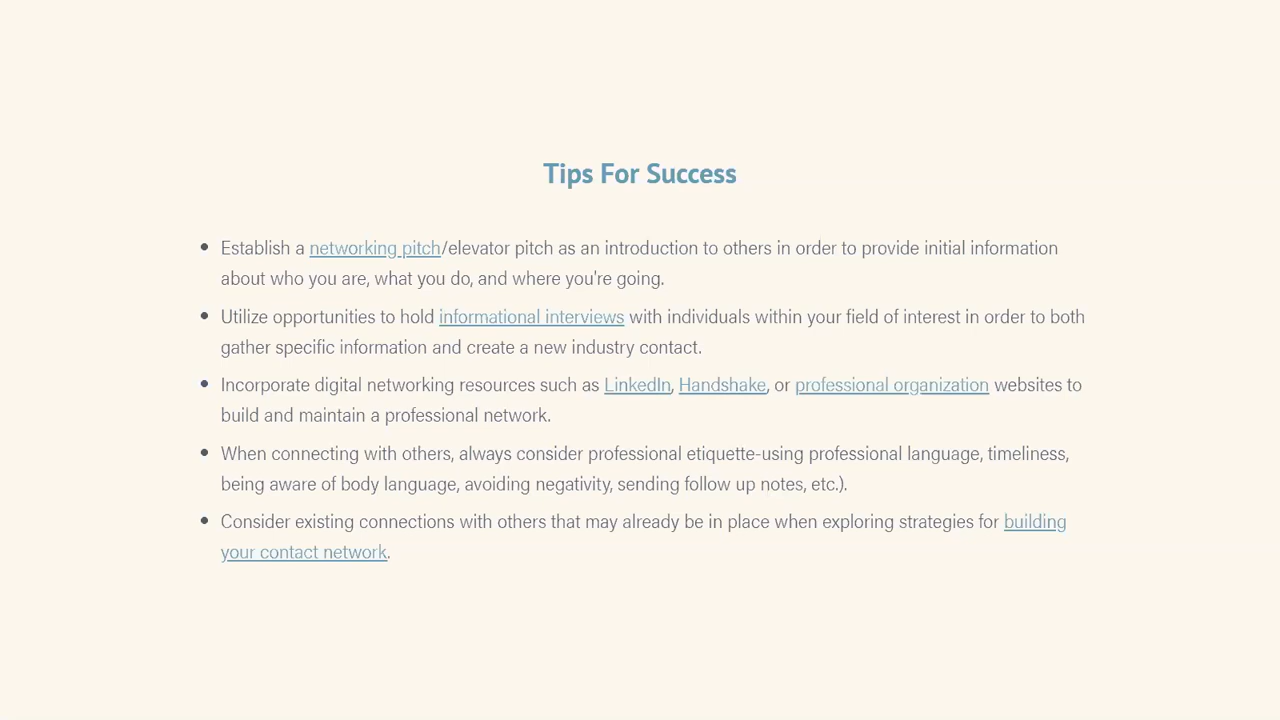 Tips For Success
• Establish a networking pitch/elevator pitch as an introduction to others in order to provide initial information
about who you are, what you do, and where you're going.
• Utilize opportunities to hold informational interviews with individuals within your field of interest in order to both
gather specific information and create a new industry contact.
• Incorporate digital networking resources such as LinkedIn, Handshake, or professional organization websites to
build and maintain a professional network.
• When connecting with others, always consider professional etiquette-using professional language, timeliness,
being aware of body language, avoiding negativity, sending follow up notes, etc.).
• Consider existing connections with others that may already be in place when exploring strategies for building
your contact network.